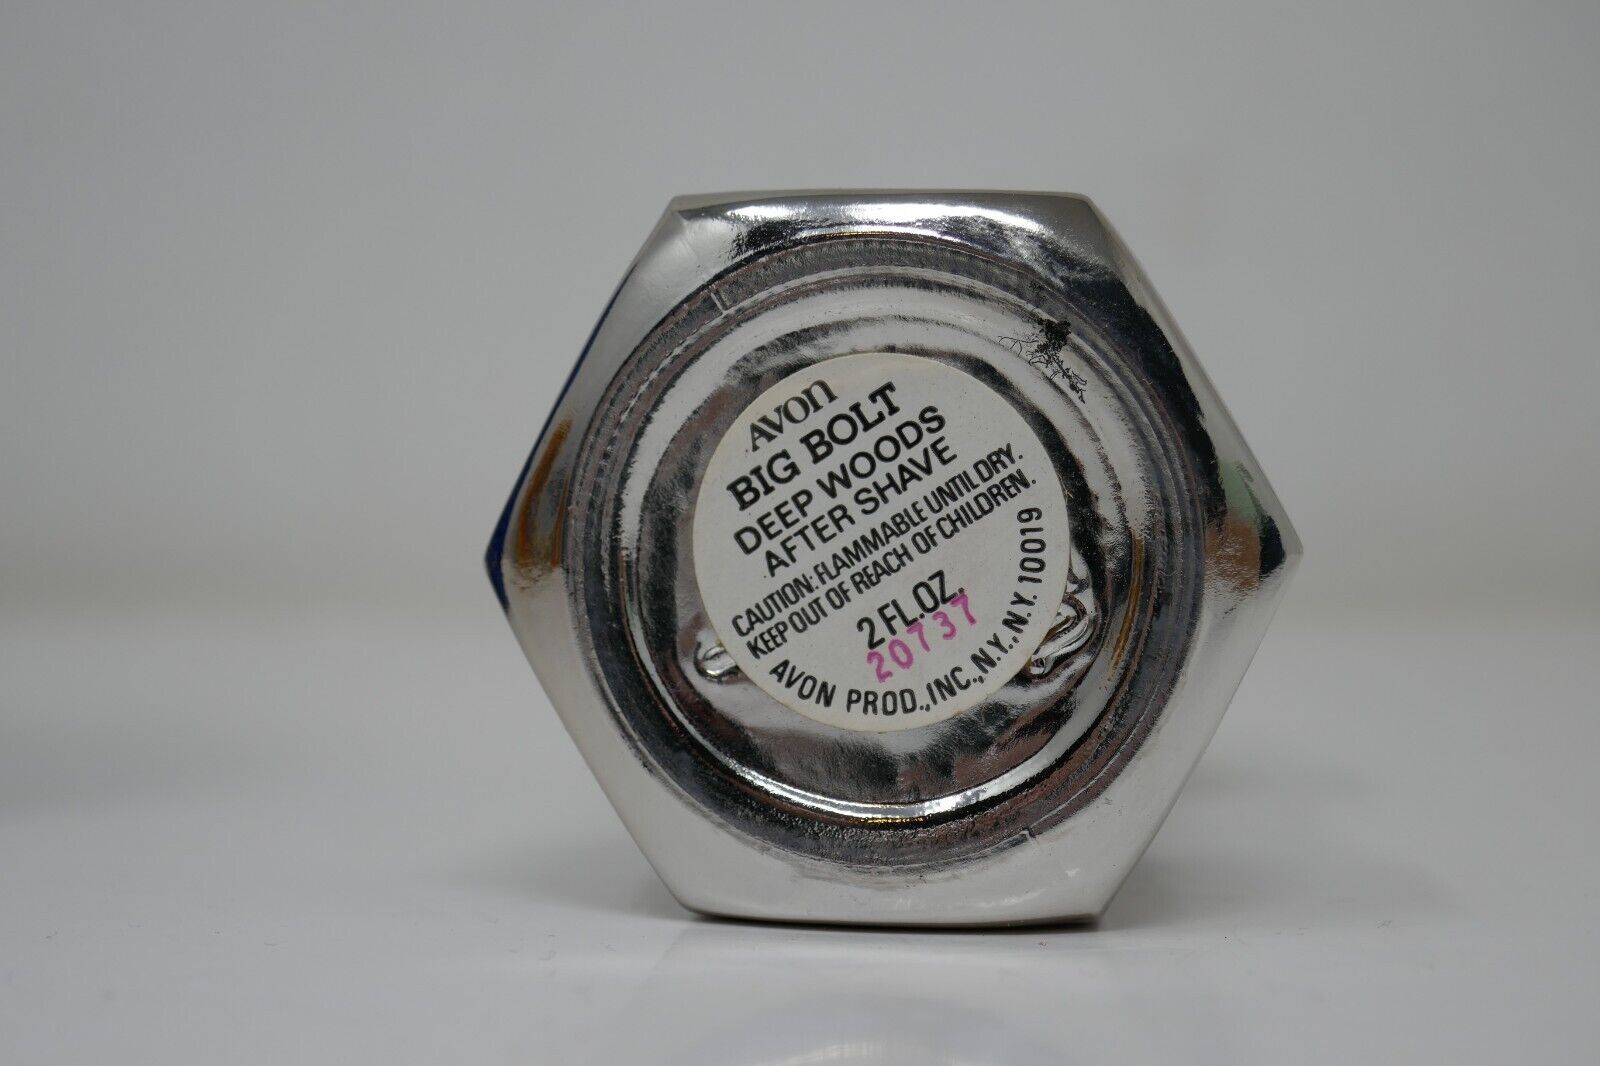 AVON
BIG BOLT
DEEP WOODS
AFTER SHAVE
CAUTION: FLAMMABLE UNTIL DRY.
KEEP OUT OF REACH OF CHILDREN.
2 FL.OZ.
20737
AVON PROD.,INC.,N.Y.,N.Y. 10019